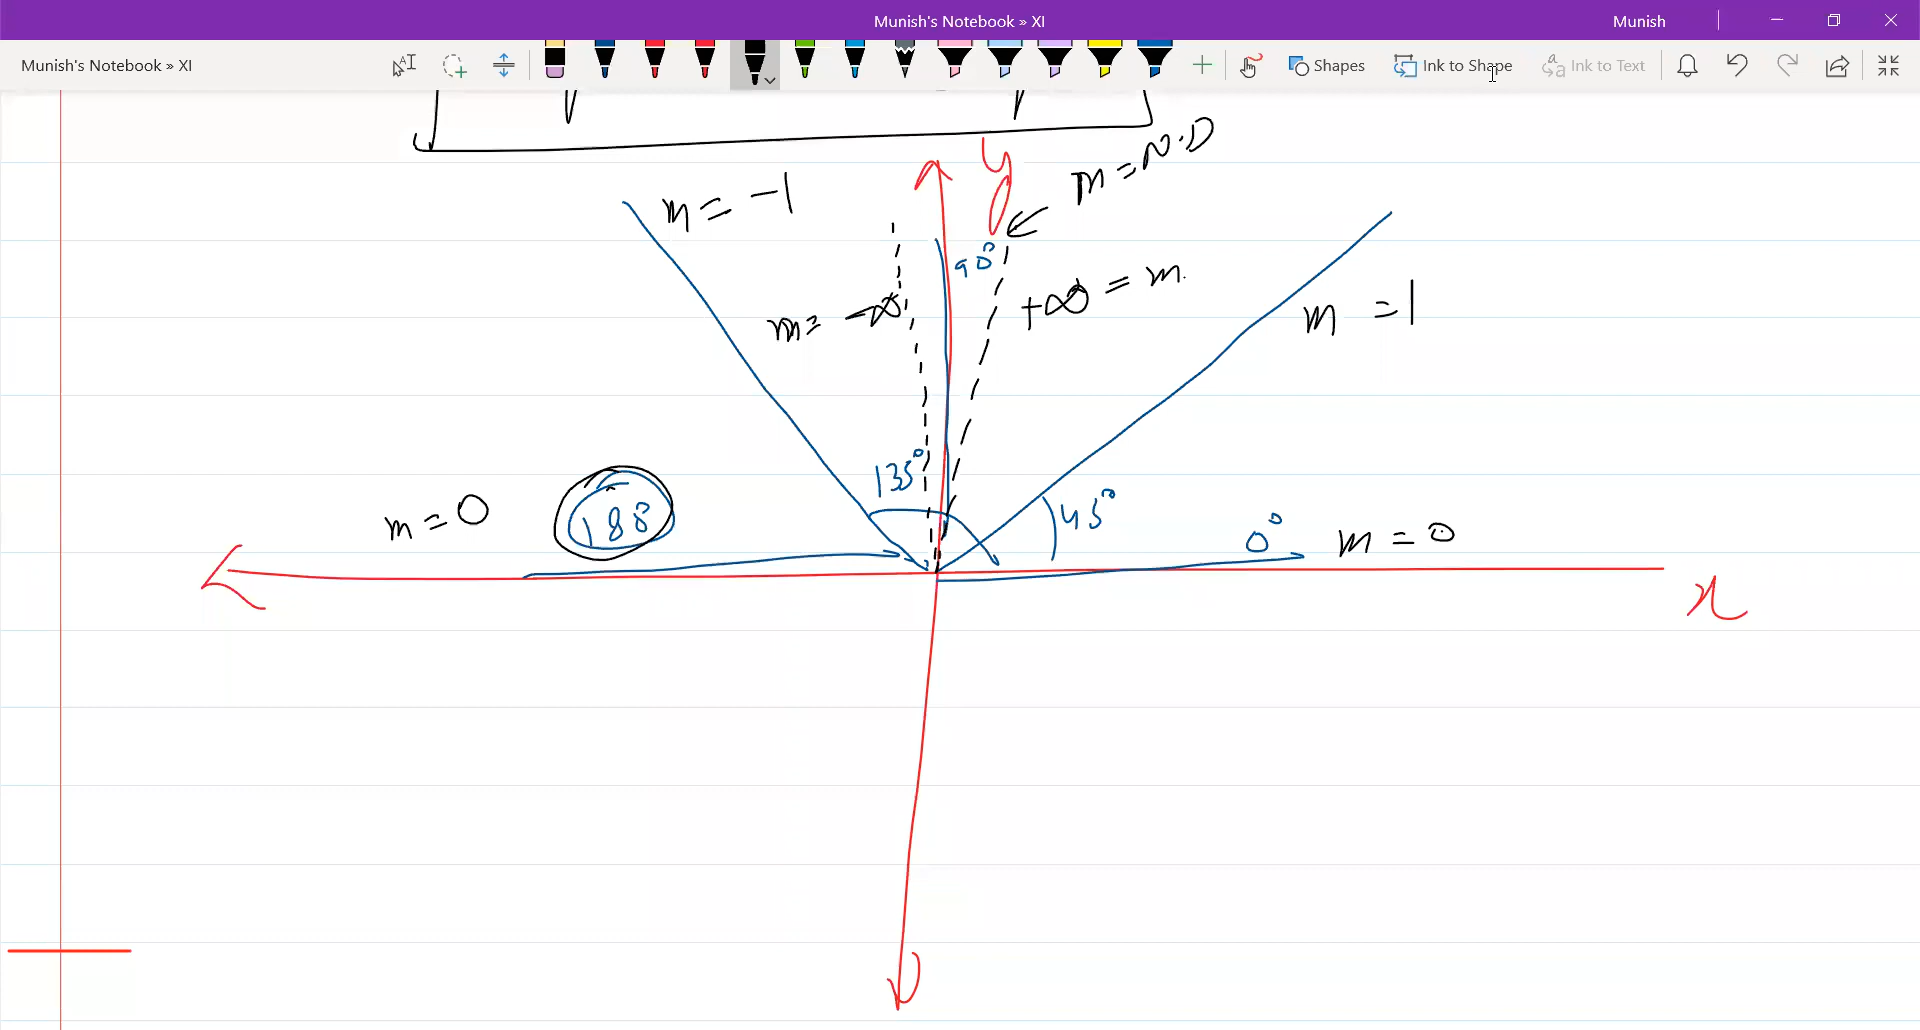 Munish's Notebook » XI
Munish
Munish's Notebook » XI
Shapes
Ink to Shape
Ink to Text
y
m = N.D
m = -1
90°
m = -∞
+∞ = m
m = 1
135°
m = 0
180
45°
0°
m = 0
x